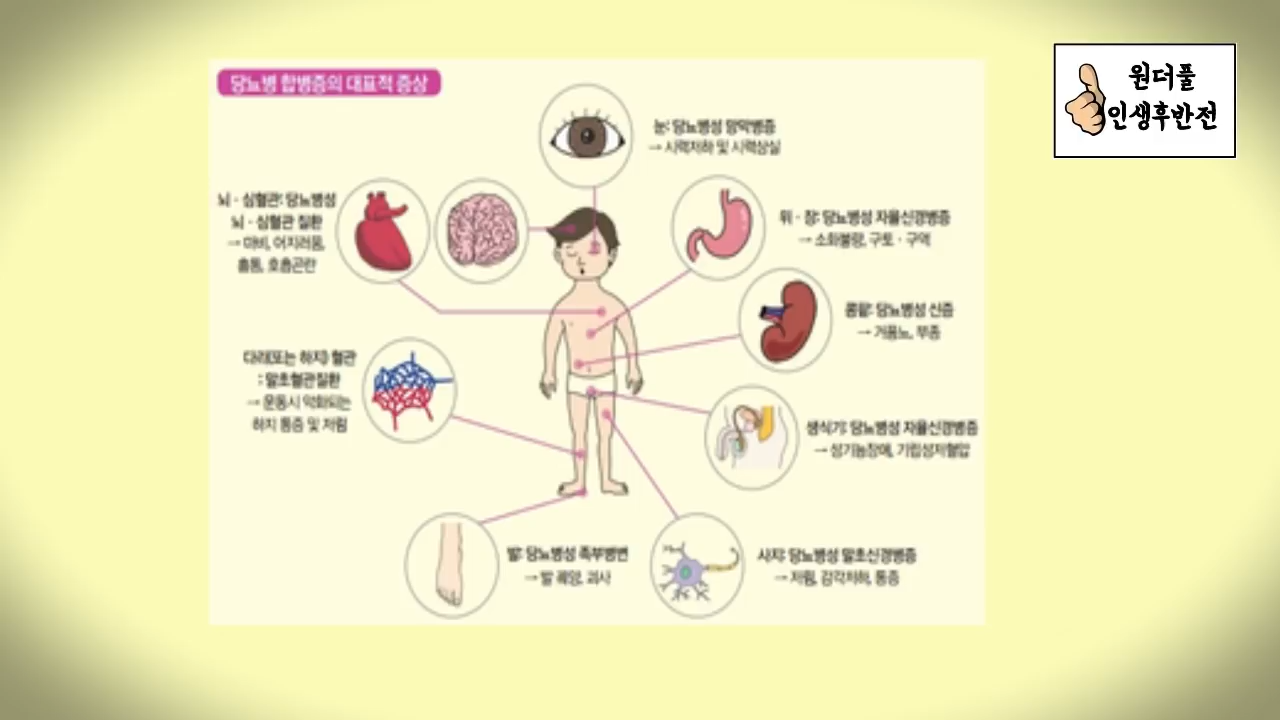 당뇨병 합병증의 대표적 증상
원더풀
인생후반전
눈: 당뇨병성 망막병증
→ 시력저하 및 시력상실
뇌 · 심혈관: 당뇨병성
뇌 · 심혈관 질환
→ 마비, 어지러움,
흉통, 호흡곤란
위 · 장: 당뇨병성 자율신경병증
→ 소화불량, 구토 · 구역
콩팥: 당뇨병성 신증
→ 거품뇨, 부종
다리(또는 하지) 혈관
: 말초혈관질환
→ 운동시 악화되는
하지 통증 및 저림
생식기: 당뇨병성 자율신경병증
→ 성기능장애, 기립성저혈압
발: 당뇨병성 족부병변
→ 발 궤양, 괴사
사지: 당뇨병성 말초신경병증
→ 저림, 감각저하, 통증